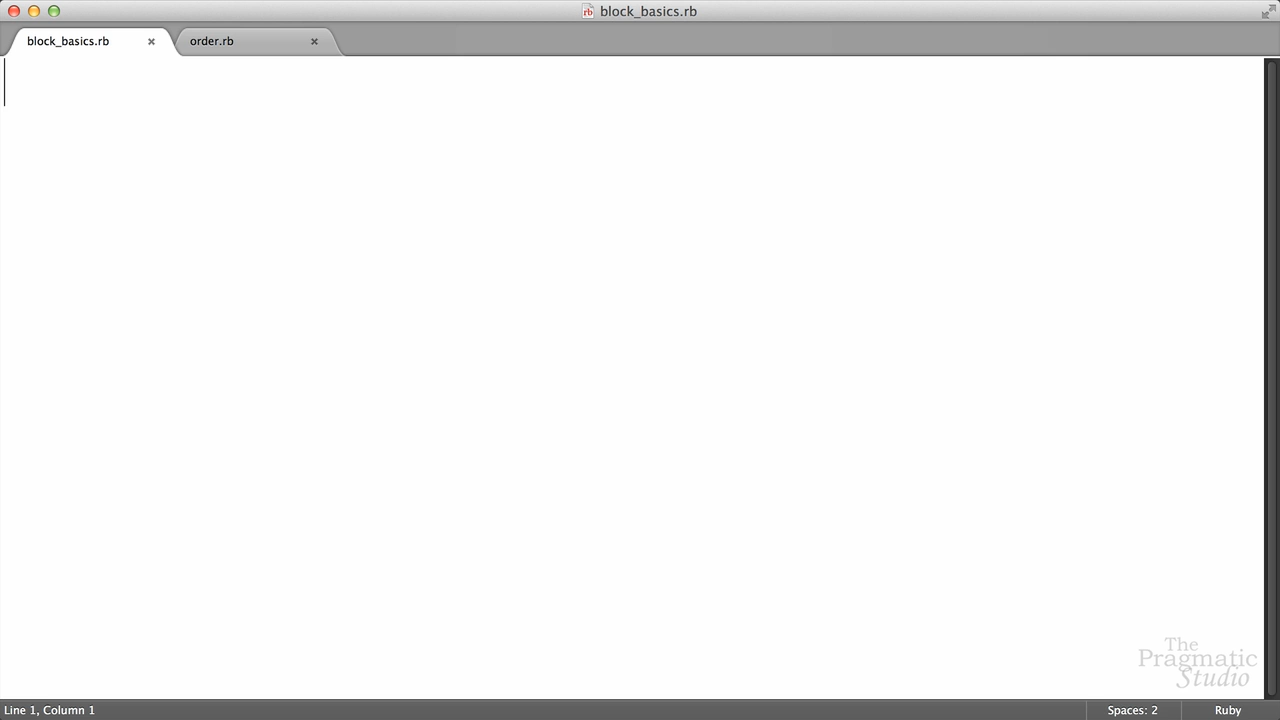 block_basics.rb
block_basics.rb
order.rb
The
Pragmatic
Studio
Line 1, Column 1
Spaces: 2
Ruby